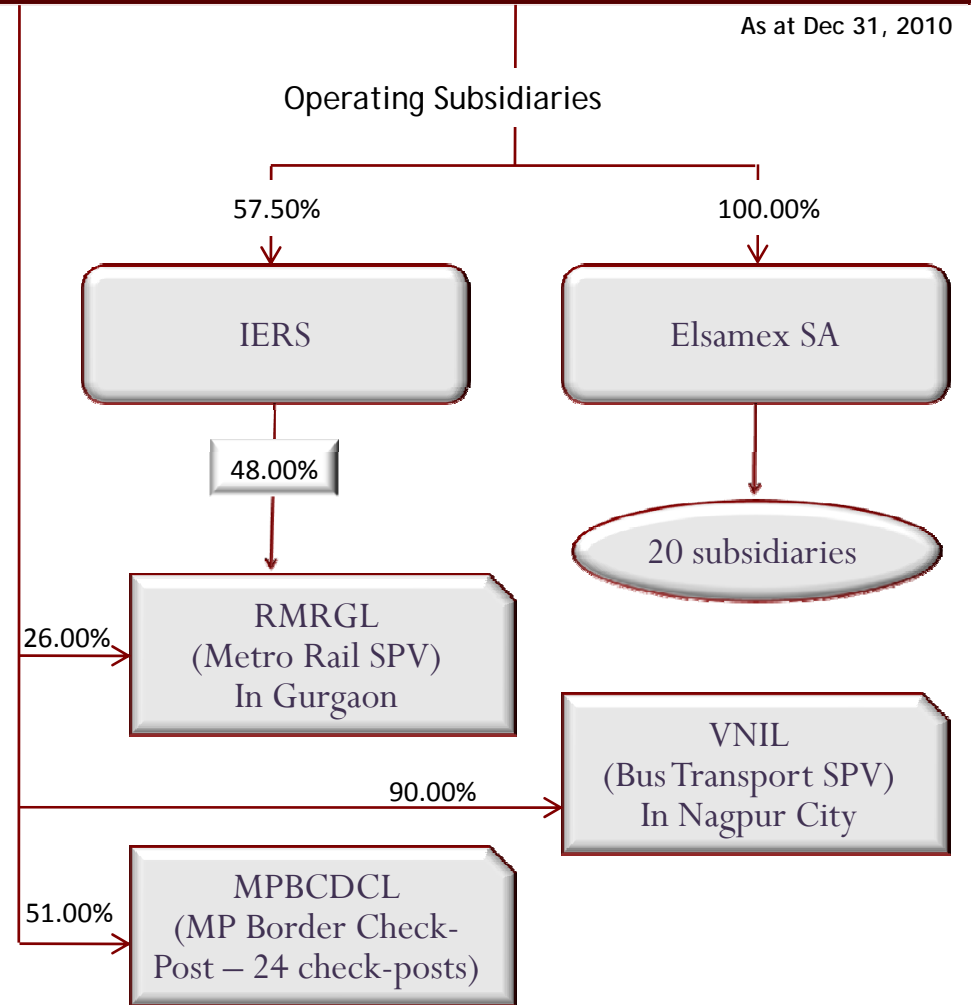 As at Dec 31, 2010
Operating Subsidiaries
57.50%
100.00%
IERS
Elsamex SA
48.00%
20 subsidiaries
RMRGL
(Metro Rail SPV)
In Gurgaon
26.00%
VNIL
(Bus Transport SPV)
In Nagpur City
90.00%
MPBCDCL
(MP Border Check-
Post – 24 check-posts)
51.00%